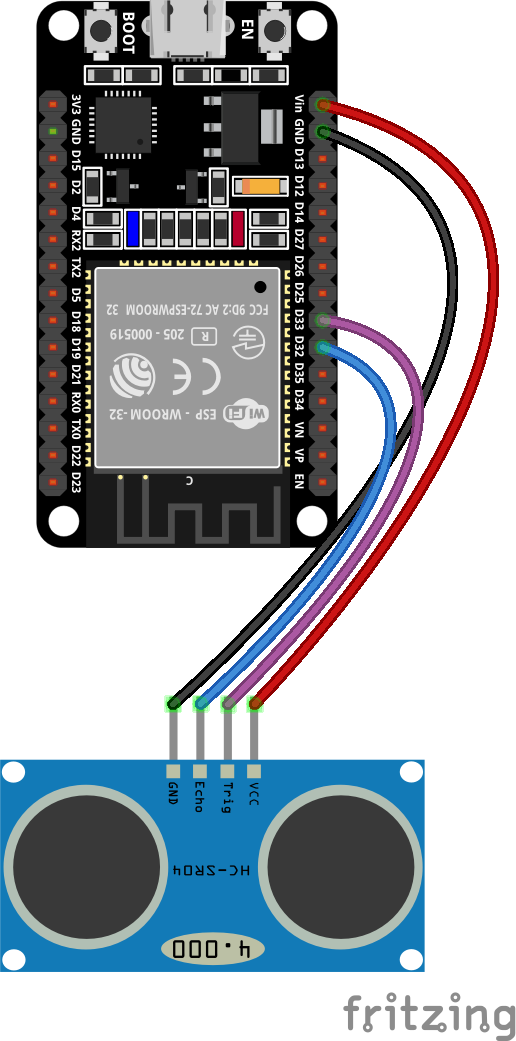 BOOT
EN
3V3
GND
D15
D2
D4
RX2
TX2
D5
D18
D19
D21
RX0
TX0
D22
D23
Vin
GND
D13
D12
D14
D27
D26
D25
D33
D32
D35
D34
VN
VP
EN
FCC 9D:2 AC 72-ESPWROOM 32
205 - 000519
R
CE
Wi Fi
ESP - WROOM-32
C
GND
Echo
Trig
VCC
HC-SR04
4.000
fritzing